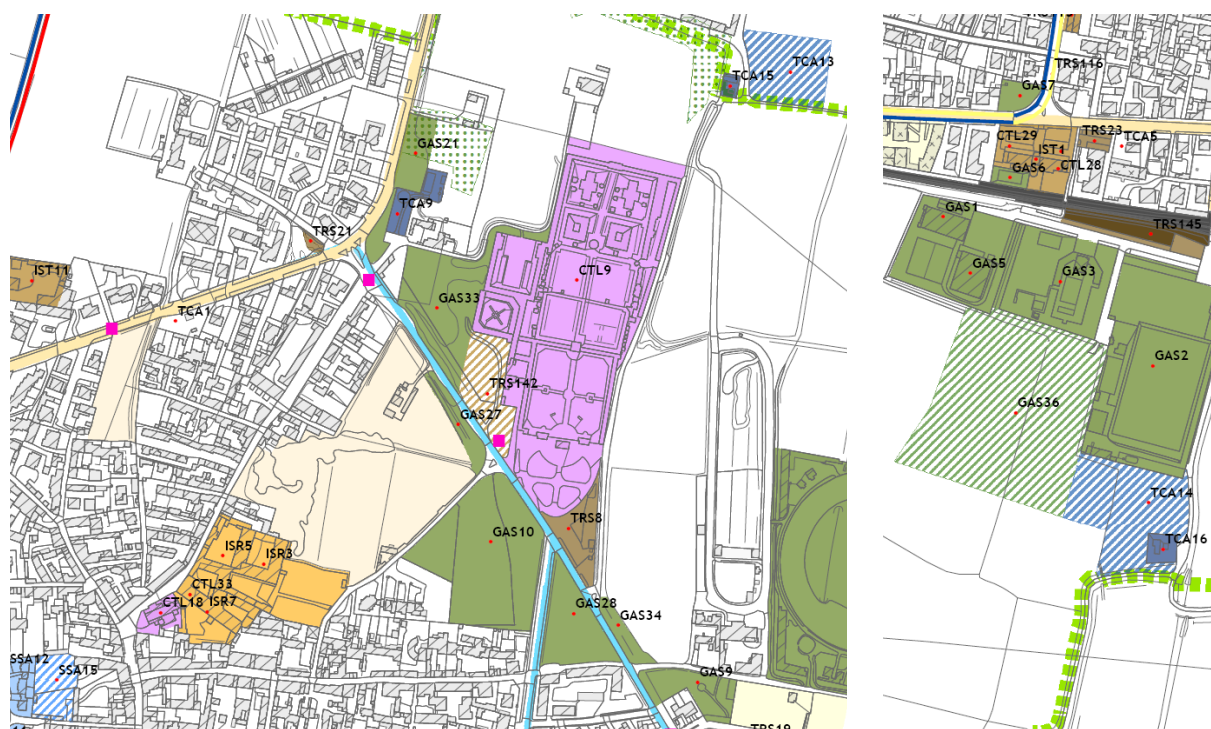 TCA13
TCA15
GAS21
TCA9
TRS21
IST11
CTL9
TCA1
GAS33
TRS142
GAS27
TRS8
GAS10
ISR5
ISR3
CTL33
ISR7
CTL18
GAS28
GAS34
SSA12
SSA15
GAS9
TRS19
TRS116
GAS7
CTL29
TRS23
TCA5
IST1
CTL28
GAS6
GAS1
TRS145
GAS5
GAS3
GAS2
GAS36
TCA14
TCA16